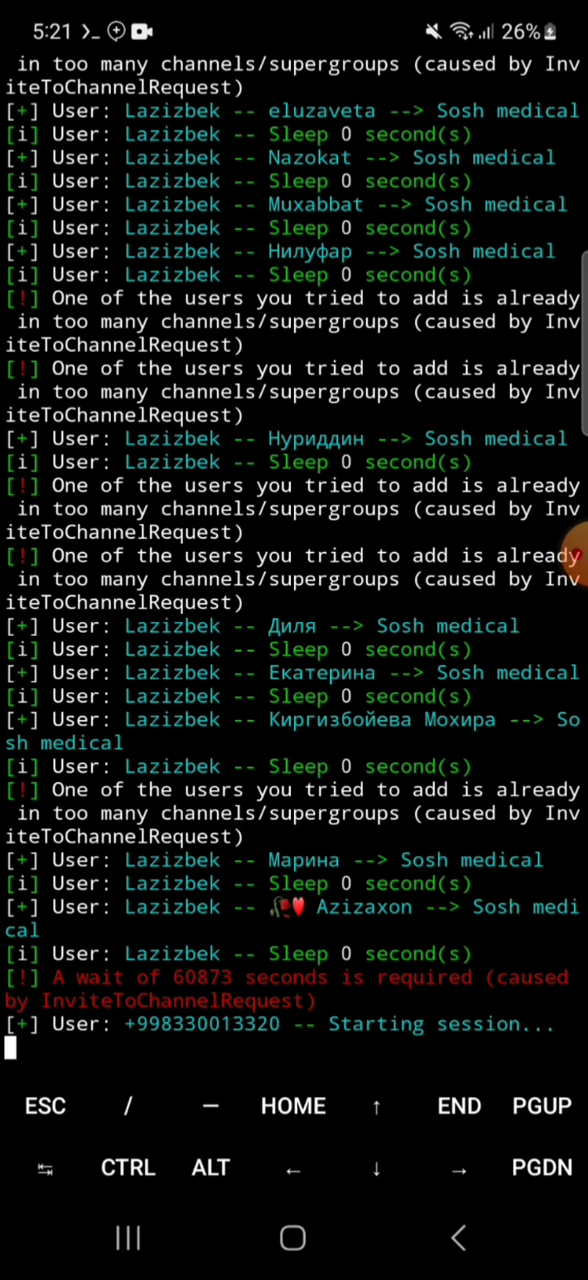 5:21 26%
in too many channels/supergroups (caused by Inv
iteToChannelRequest)
[+] User: Lazizbek -- eluzaveta --> Sosh medical
[i] User: Lazizbek -- Sleep 0 second(s)
[+] User: Lazizbek -- Nazokat --> Sosh medical
[i] User: Lazizbek -- Sleep 0 second(s)
[+] User: Lazizbek -- Muxabbat --> Sosh medical
[i] User: Lazizbek -- Sleep 0 second(s)
[+] User: Lazizbek -- Нилуфар --> Sosh medical
[i] User: Lazizbek -- Sleep 0 second(s)
[!] One of the users you tried to add is already
in too many channels/supergroups (caused by Inv
iteToChannelRequest)
[!] One of the users you tried to add is already
in too many channels/supergroups (caused by Inv
iteToChannelRequest)
[+] User: Lazizbek -- Нуриддин --> Sosh medical
[i] User: Lazizbek -- Sleep 0 second(s)
[!] One of the users you tried to add is already
in too many channels/supergroups (caused by Inv
iteToChannelRequest)
[!] One of the users you tried to add is already
in too many channels/supergroups (caused by Inv
iteToChannelRequest)
[+] User: Lazizbek -- Диля --> Sosh medical
[i] User: Lazizbek -- Sleep 0 second(s)
[+] User: Lazizbek -- Екатерина --> Sosh medical
[i] User: Lazizbek -- Sleep 0 second(s)
[+] User: Lazizbek -- Киргизбойева Мохира --> So
sh medical
[i] User: Lazizbek -- Sleep 0 second(s)
[!] One of the users you tried to add is already
in too many channels/supergroups (caused by Inv
iteToChannelRequest)
[+] User: Lazizbek -- Марина --> Sosh medical
[i] User: Lazizbek -- Sleep 0 second(s)
[+] User: Lazizbek -- 🥀♥️ Azizaxon --> Sosh medi
cal
[i] User: Lazizbek -- Sleep 0 second(s)
[!] A wait of 60873 seconds is required (caused
by InviteToChannelRequest)
[+] User: +998330013320 -- Starting session...
ESC / — HOME ↑ END PGUP
↹ CTRL ALT ← ↓ → PGDN